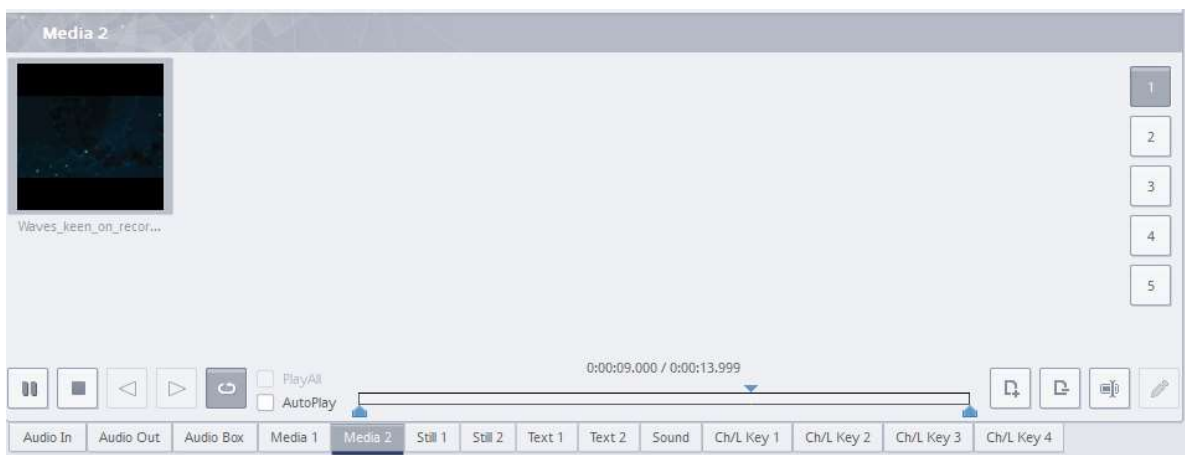 Media 2
1
2
3
4
5
Waves_keen_on_recor...
0:00:09.000 / 0:00:13.999
PlayAll
AutoPlay
Audio In Audio Out Audio Box Media 1 Media 2 Still 1 Still 2 Text 1 Text 2 Sound Ch/L Key 1 Ch/L Key 2 Ch/L Key 3 Ch/L Key 4